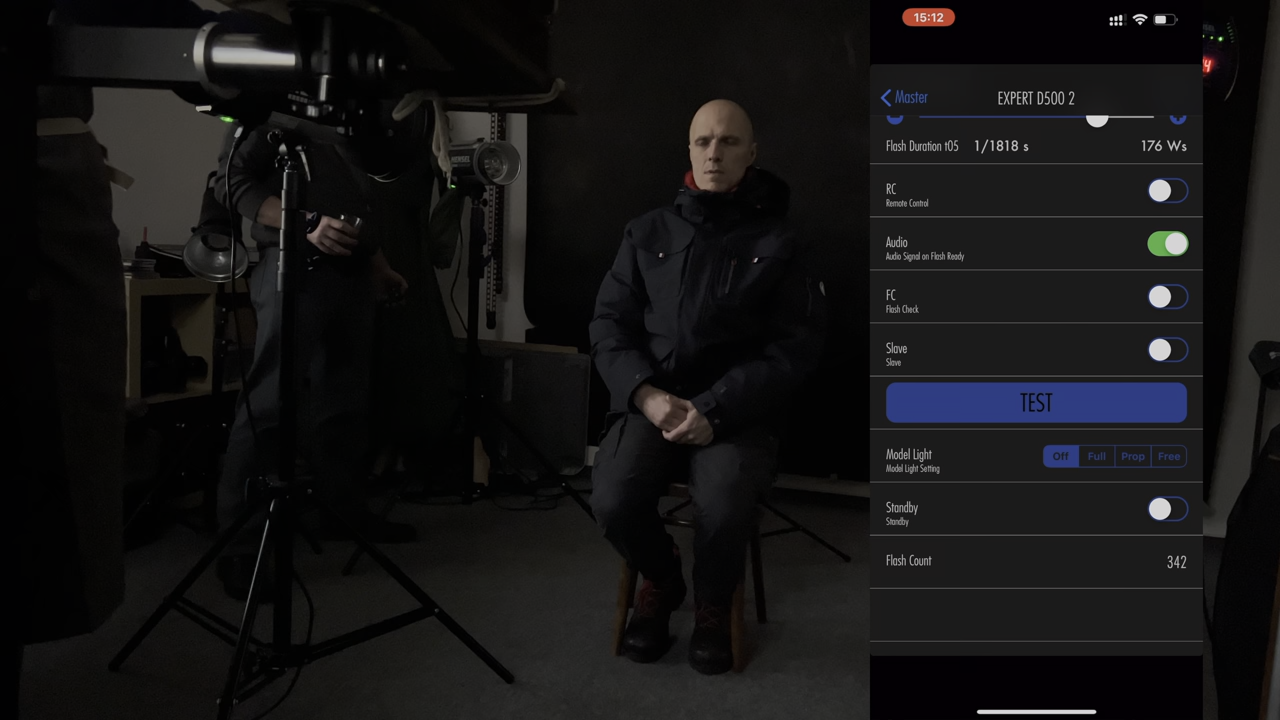 15:12
Master
EXPERT D500 2
Flash Duration t05 1/1818 s 176 Ws
RC
Remote Control
Audio
Audio Signal on Flash Ready
FC
Flash Check
Slave
Slave
TEST
Model Light
Model Light Setting
Off Full Prop Free
Standby
Standby
Flash Count 342
HENSEL